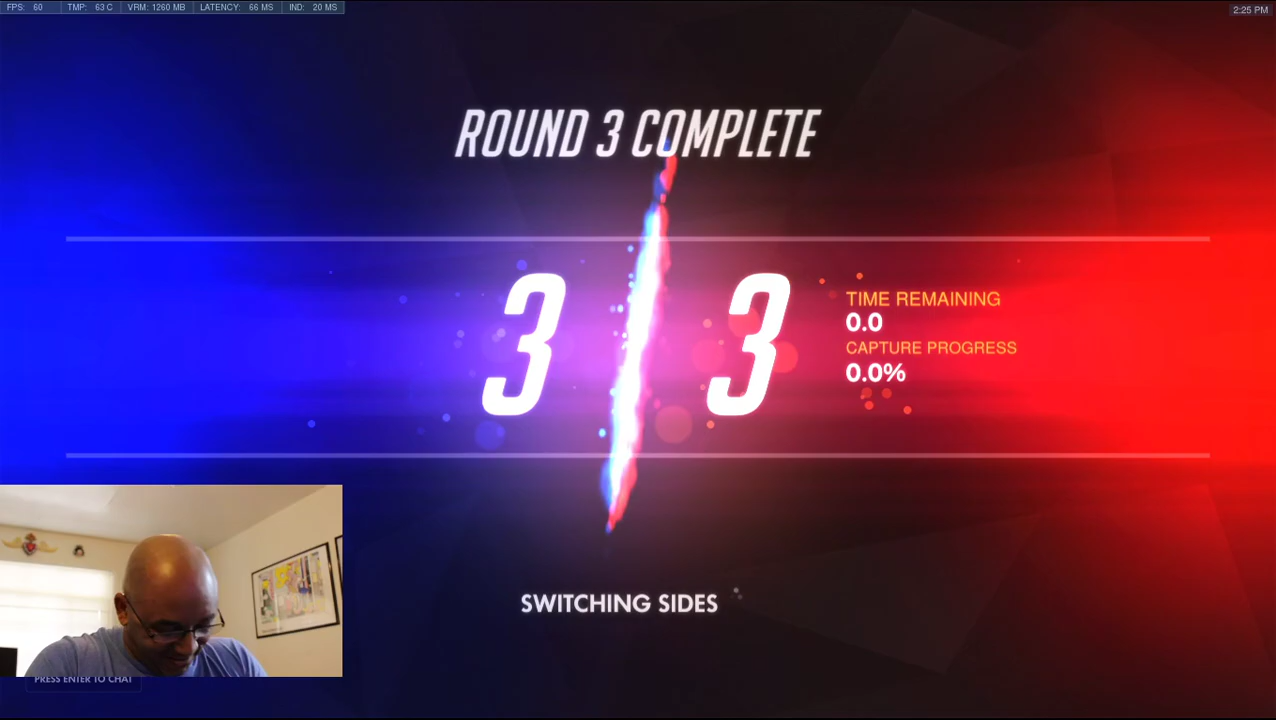 FPS: 60 TMP: 63 C VRM: 1260 MB LATENCY: 66 MS IND: 20 MS
2:25 PM
ROUND 3 COMPLETE
3 3
TIME REMAINING
0.0
CAPTURE PROGRESS
0.0%
SWITCHING SIDES
PRESS ENTER TO CHAT